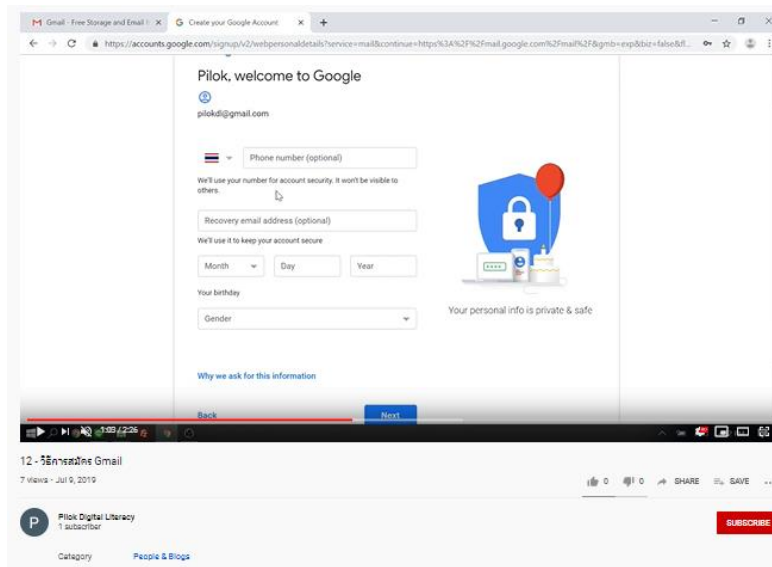 Gmail - Free Storage and Email
Create your Google Account
https://accounts.google.com/signup/v2/webpersonaldetails?service=mail&continue=https%3A%2F%2Fmail.google.com%2Fmail%2F&gmb=exp&biz=false&fl...
Pilok, welcome to Google
pilokdl@gmail.com
Phone number (optional)
We'll use your number for account security. It won't be visible to
others.
Recovery email address (optional)
We'll use it to keep your account secure
Month Day Year
Your birthday
Gender
Your personal info is private & safe
Why we ask for this information
Back Next
1:03 / 2:26
12 - วิธีการสมัคร Gmail
7 views - Jul 9, 2019
0 0 SHARE SAVE ...
P
Pilok Digital Literacy
1 subscriber
SUBSCRIBE
Category People & Blogs